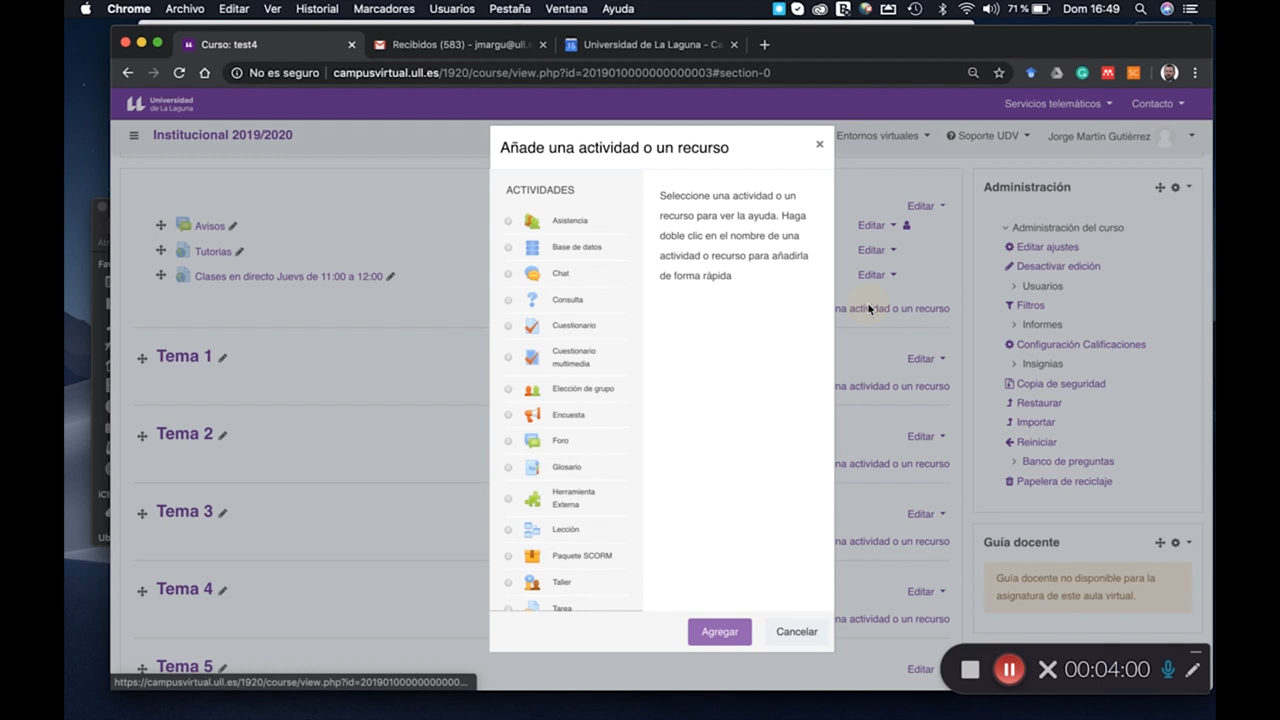 Chrome Archivo Editar Ver Historial Marcadores Usuarios Pestaña Ventana Ayuda 71 % Dom 16:49
Curso: test4 Recibidos (583) - jmargu@ull. Universidad de La Laguna - Ca
No es seguro campusvirtual.ull.es/1920/course/view.php?id=2019010000000000003#section-0
Universidad
de La Laguna
Servicios telemáticos Contacto
Institucional 2019/2020 Entornos virtuales Soporte UDV Jorge Martín Gutiérrez
Añade una actividad o un recurso
ACTIVIDADES
Asistencia
Base de datos
Chat
Consulta
Cuestionario
Cuestionario
multimedia
Elección de grupo
Encuesta
Foro
Glosario
Herramienta
Externa
Lección
Paquete SCORM
Taller
Tarea
Seleccione una actividad o un
recurso para ver la ayuda. Haga
doble clic en el nombre de una
actividad o recurso para añadirla
de forma rápida
Agregar Cancelar
Editar
Avisos Editar
Tutorias Editar
Clases en directo Juevs de 11:00 a 12:00 Editar
na actividad o un recurso
Tema 1 Editar
na actividad o un recurso
Tema 2 Editar
na actividad o un recurso
Tema 3 Editar
na actividad o un recurso
Tema 4 Editar
na actividad o un recurso
Tema 5 Editar
Administración
Administración del curso
Editar ajustes
Desactivar edición
Usuarios
Filtros
Informes
Configuración Calificaciones
Insignias
Copia de seguridad
Restaurar
Importar
Reiniciar
Banco de preguntas
Papelera de reciclaje
Guía docente
Guía docente no disponible para la
asignatura de este aula virtual.
00:04:00
https://campusvirtual.ull.es/1920/course/view.php?id=20190100000000000...